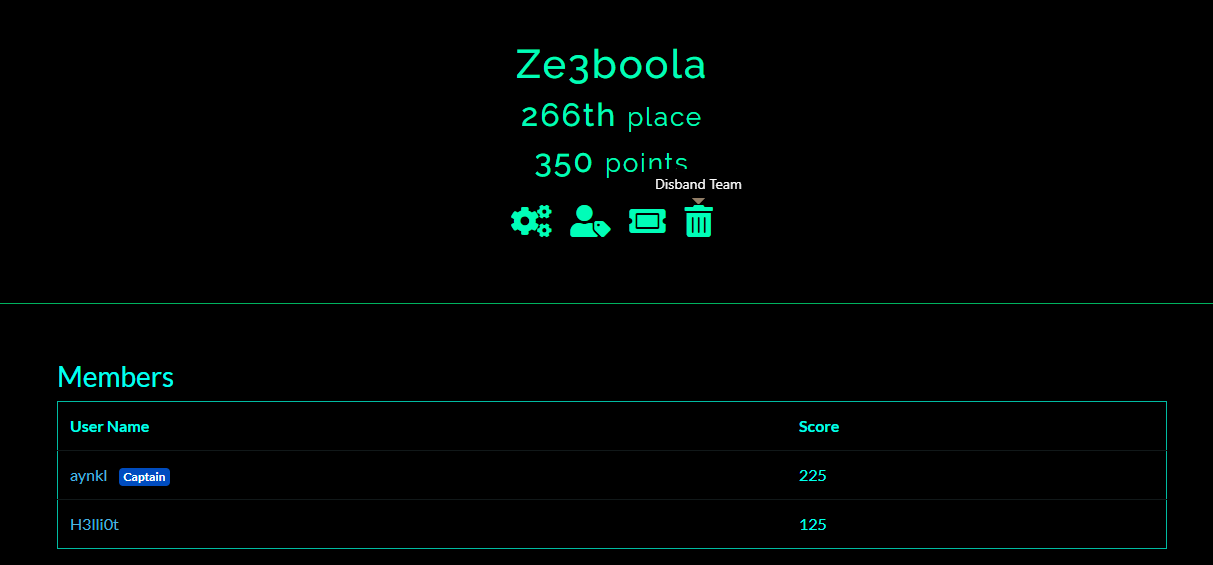 Ze3boola
266th place
350 points
Disband Team
Members
User Name Score
aynkl Captain 225
H3lli0t 125